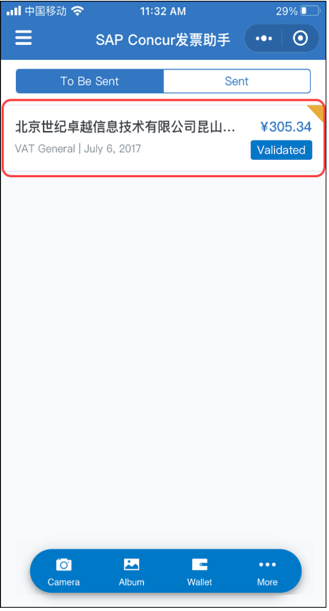 中国移动 11:32 AM 29%
SAP Concur发票助手
To Be Sent Sent
北京世纪卓越信息技术有限公司昆山... ¥305.34
VAT General | July 6, 2017 Validated
Camera Album Wallet More